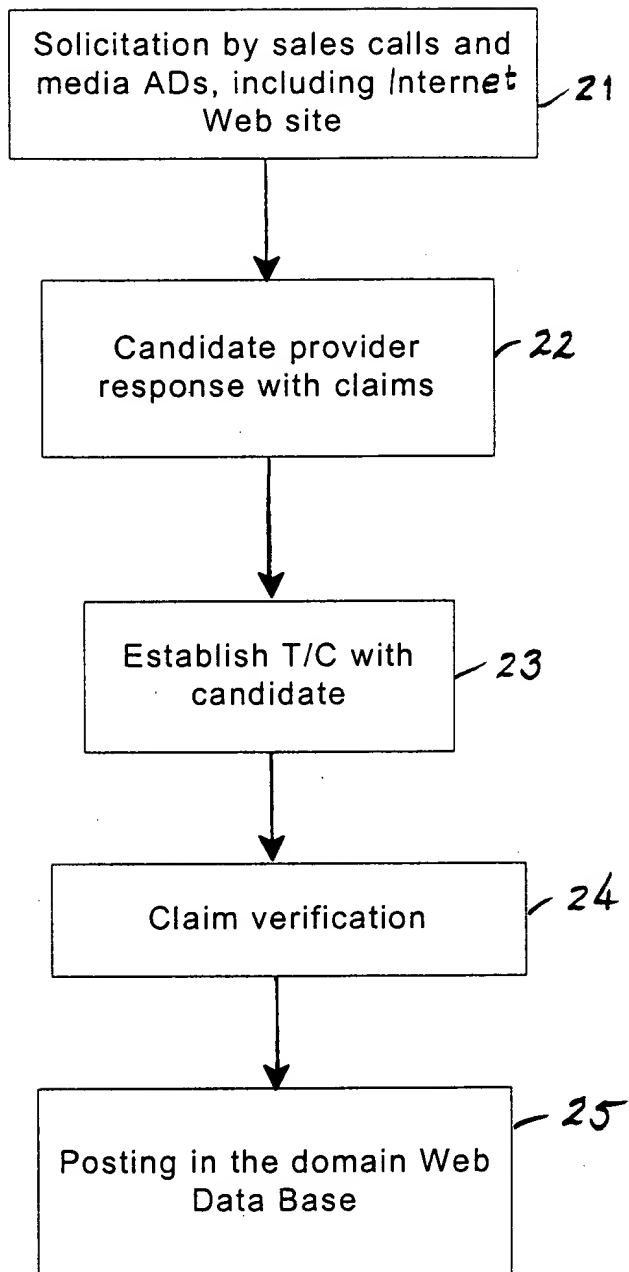 Solicitation by sales calls and
media ADs, including Internet
Web site
21
Candidate provider
response with claims
22
Establish T/C with
candidate
23
Claim verification
24
Posting in the domain Web
Data Base
25